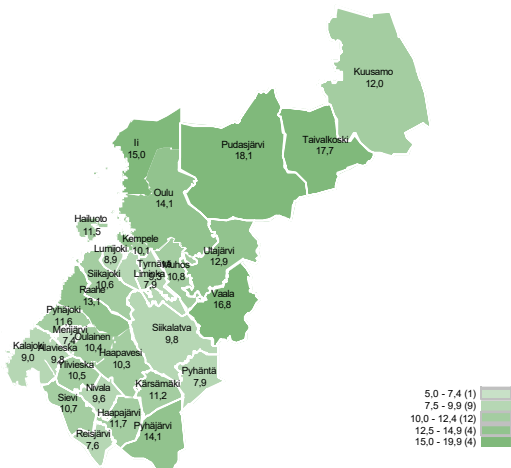 Kuusamo
12,0
Ii
15,0
Pudasjärvi
18,1
Taivalkoski
17,7
Oulu
14,1
Hailuoto
11,5
Kempele
10,1
Utajärvi
12,9
Lumijoki
8,9
Tyrnävä
9,3
Muhos
10,8
Liminka
7,9
Siikajoki
10,6
Raahe
13,1
Vaala
16,8
Pyhäjoki
11,6
Siikalatva
9,8
Merijärvi
7,4
Oulainen
10,4
Kalajoki
9,0
Alavieska
9,8
Haapavesi
10,3
Ylivieska
10,5
Pyhäntä
7,9
Nivala
9,6
Kärsämäki
11,2
Sievi
10,7
Haapajärvi
11,7
Pyhäjärvi
14,1
Reisjärvi
7,6
5,0 - 7,4 (1)
7,5 - 9,9 (9)
10,0 - 12,4 (12)
12,5 - 14,9 (4)
15,0 - 19,9 (4)